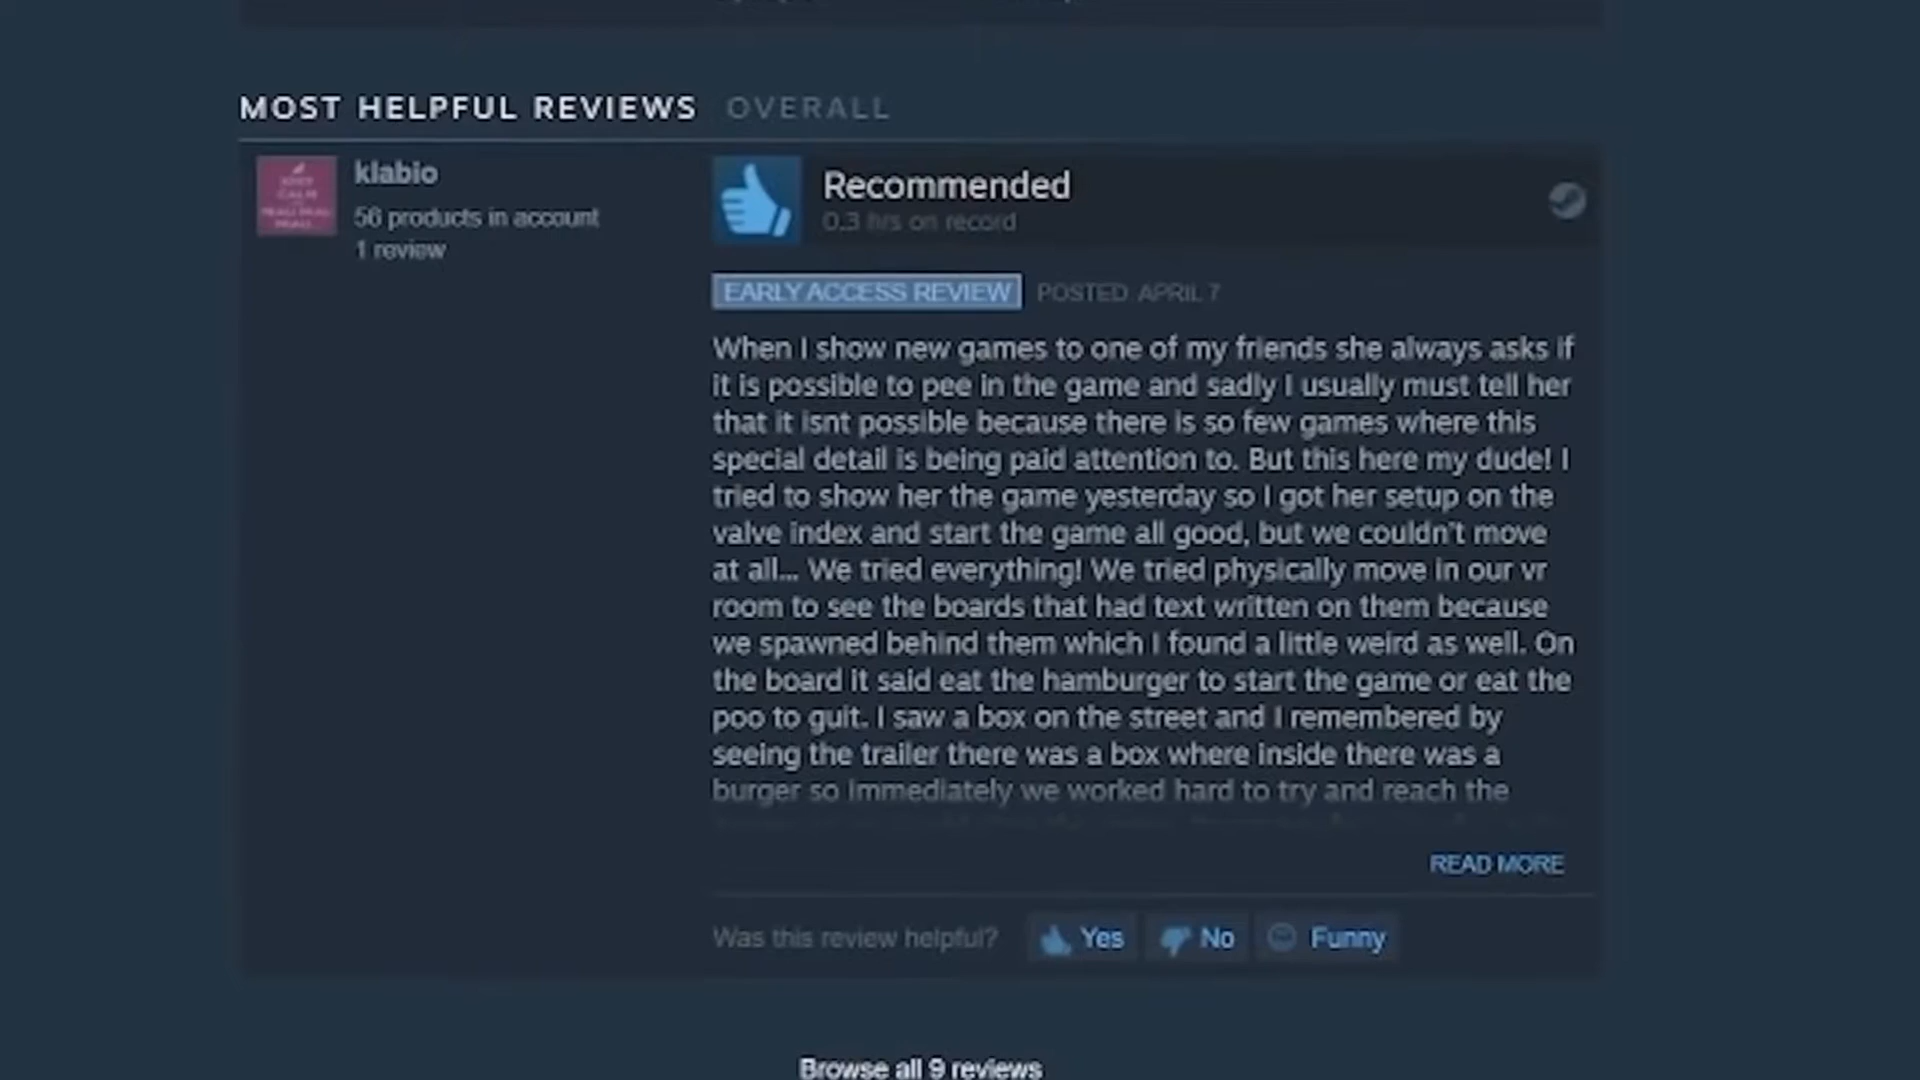 MOST HELPFUL REVIEWS OVERALL
klabio
56 products in account
1 review
Recommended
0.3 hrs on record
EARLY ACCESS REVIEW POSTED APRIL 7
When I show new games to one of my friends she always asks if
it is possible to pee in the game and sadly I usually must tell her
that it isnt possible because there is so few games where this
special detail is being paid attention to. But this here my dude! I
tried to show her the game yesterday so I got her setup on the
valve index and start the game all good, but we couldn't move
at all... We tried everything! We tried physically move in our vr
room to see the boards that had text written on them because
we spawned behind them which I found a little weird as well. On
the board it said eat the hamburger to start the game or eat the
poo to guit. I saw a box on the street and I remembered by
seeing the trailer there was a box where inside there was a
burger so immediately we worked hard to try and reach the
READ MORE
Was this review helpful? Yes No Funny
Browse all 9 reviews